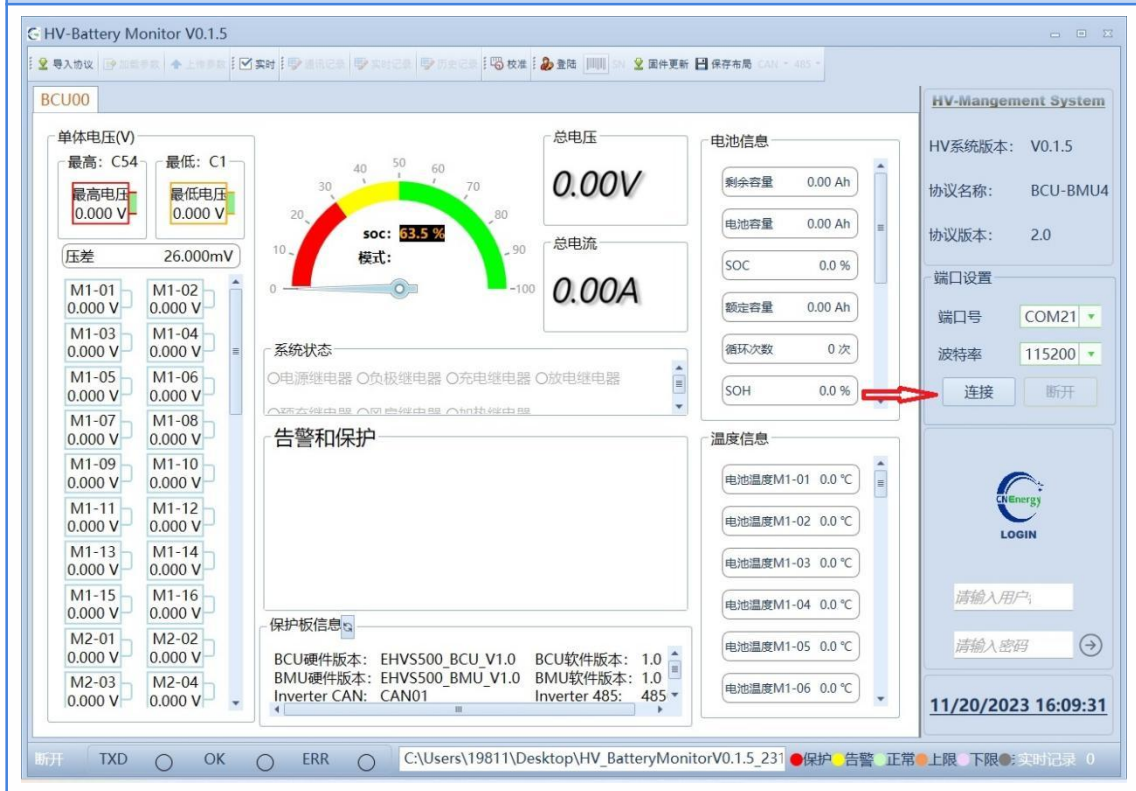 HV-Battery Monitor V0.1.5
导入协议 加载参数 上传参数 实时 通讯记录 实时记录 历史记录 校准 登陆 SN 固件更新 保存布局 CAN 485
BCU00
单体电压(V)
最高: C54 最低: C1
最高电压 最低电压
0.000 V 0.000 V
压差 26.000mV
M1-01 M1-02
0.000 V 0.000 V
M1-03 M1-04
0.000 V 0.000 V
M1-05 M1-06
0.000 V 0.000 V
M1-07 M1-08
0.000 V 0.000 V
M1-09 M1-10
0.000 V 0.000 V
M1-11 M1-12
0.000 V 0.000 V
M1-13 M1-14
0.000 V 0.000 V
M1-15 M1-16
0.000 V 0.000 V
M2-01 M2-02
0.000 V 0.000 V
M2-03 M2-04
0.000 V 0.000 V
0 10 20 30 40 50 60 70 80 90 100
soc: 63.5 %
模式:
总电压
0.00V
总电流
0.00A
系统状态
电源继电器 负极继电器 充电继电器 放电继电器
预充继电器 风扇继电器 加热继电器
告警和保护
保护板信息
BCU硬件版本: EHVS500_BCU_V1.0 BCU软件版本: 1.0
BMU硬件版本: EHVS500_BMU_V1.0 BMU软件版本: 1.0
Inverter CAN: CAN01 Inverter 485: 485
电池信息
剩余容量 0.00 Ah
电池容量 0.00 Ah
SOC 0.0 %
额定容量 0.00 Ah
循环次数 0 次
SOH 0.0 %
温度信息
电池温度M1-01 0.0 ℃
电池温度M1-02 0.0 ℃
电池温度M1-03 0.0 ℃
电池温度M1-04 0.0 ℃
电池温度M1-05 0.0 ℃
电池温度M1-06 0.0 ℃
HV-Mangement System
HV系统版本: V0.1.5
协议名称: BCU-BMU4
协议版本: 2.0
端口设置
端口号 COM21
波特率 115200
连接 断开
CNEnergy
LOGIN
请输入用户
请输入密码
11/20/2023 16:09:31
断开 TXD OK ERR C:\Users\19811\Desktop\HV_BatteryMonitorV0.1.5_231 保护 告警 正常 上限 下限 实时记录 0